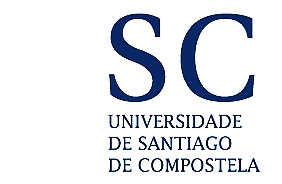 SC
UNIVERSIDADE
DE SANTIAGO
DE COMPOSTELA